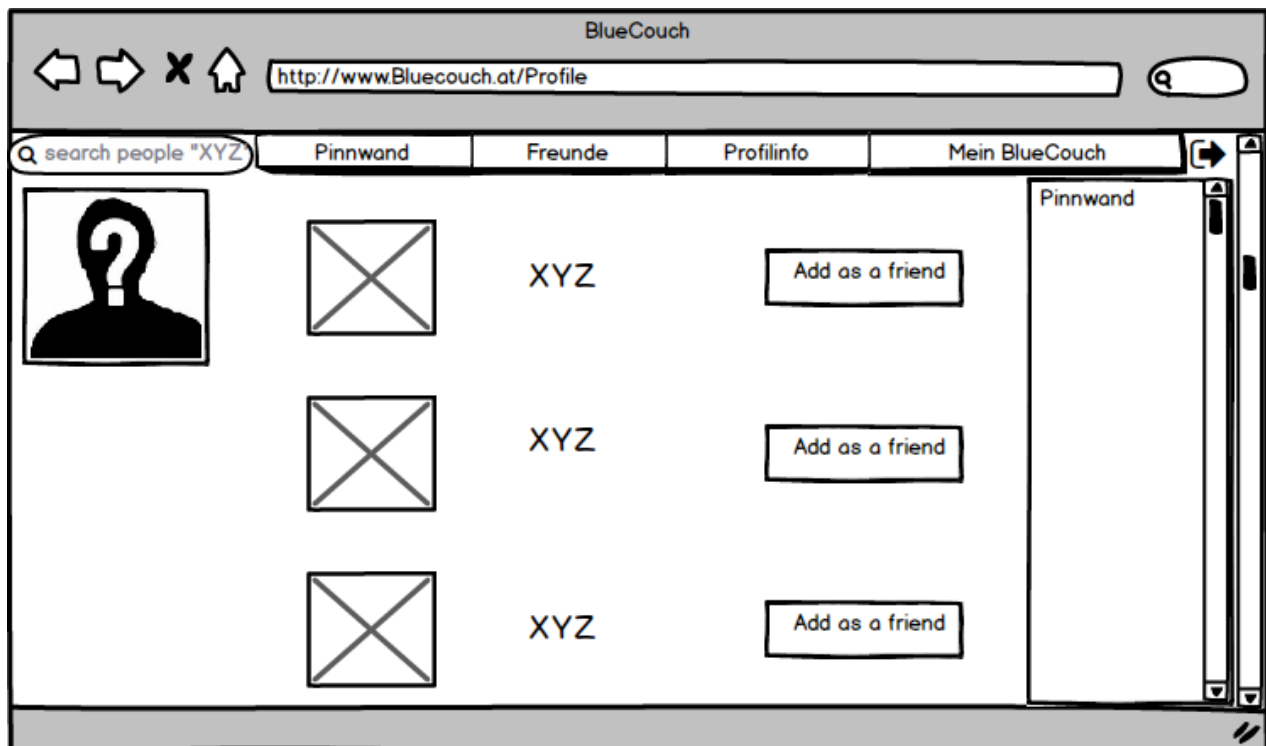 BlueCouch
http://www.Bluecouch.at/Profile
search people "XYZ"
Pinnwand
Freunde
Profilinfo
Mein BlueCouch
Pinnwand
?
XYZ
Add as a friend
XYZ
Add as a friend
XYZ
Add as a friend